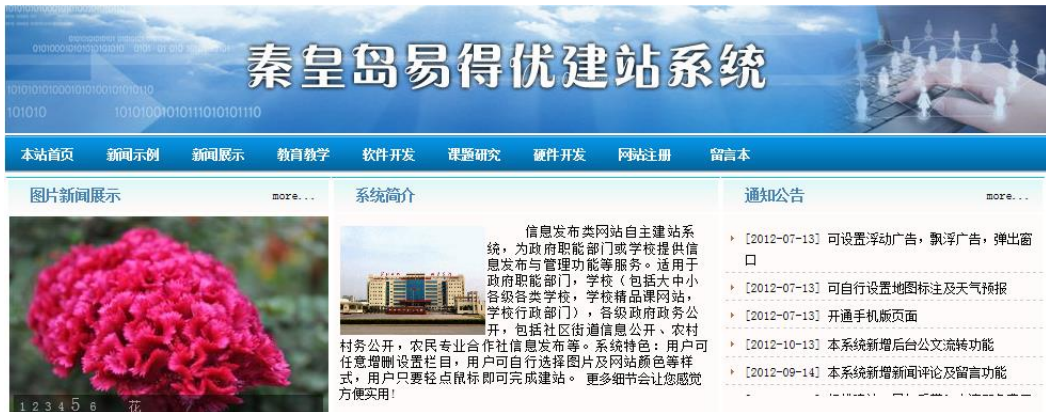 秦皇岛易得优建站系统
本站首页 新闻示例 新闻展示 教育教学 软件开发 课题研究 硬件开发 网站注册 留言本
图片新闻展示 more...
1 2 3 4 5 6 花
系统简介
信息发布类网站自主建站系
统，为政府职能部门或学校提供信
息发布与管理功能等服务。适用于
政府职能部门，学校（包括大中小
各级各类学校，学校精品课网站，
学校行政部门），各级政府政务公
开，包括社区街道信息公开、农村
村务公开，农民专业合作社信息发布等。系统特色：用户可
任意增删设置栏目，用户可自行选择图片及网站颜色等样
式，用户只要轻点鼠标即可完成建站。 更多细节会让您感觉
方便实用！
通知公告 more...
[2012-07-13] 可设置浮动广告，飘浮广告，弹出窗
口
[2012-07-13] 可自行设置地图标注及天气预报
[2012-07-13] 开通手机版页面
[2012-10-13] 本系统新增后台公文流转功能
[2012-09-14] 本系统新增新闻评论及留言功能